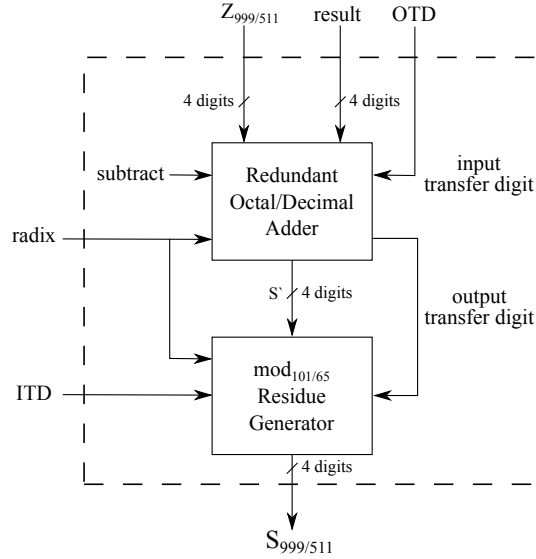 Z999/511 result OTD
4 digits 4 digits
subtract
Redundant
Octal/Decimal
Adder
input
transfer digit
radix
S` 4 digits
output
transfer digit
ITD
mod101/65
Residue
Generator
4 digits
S999/511